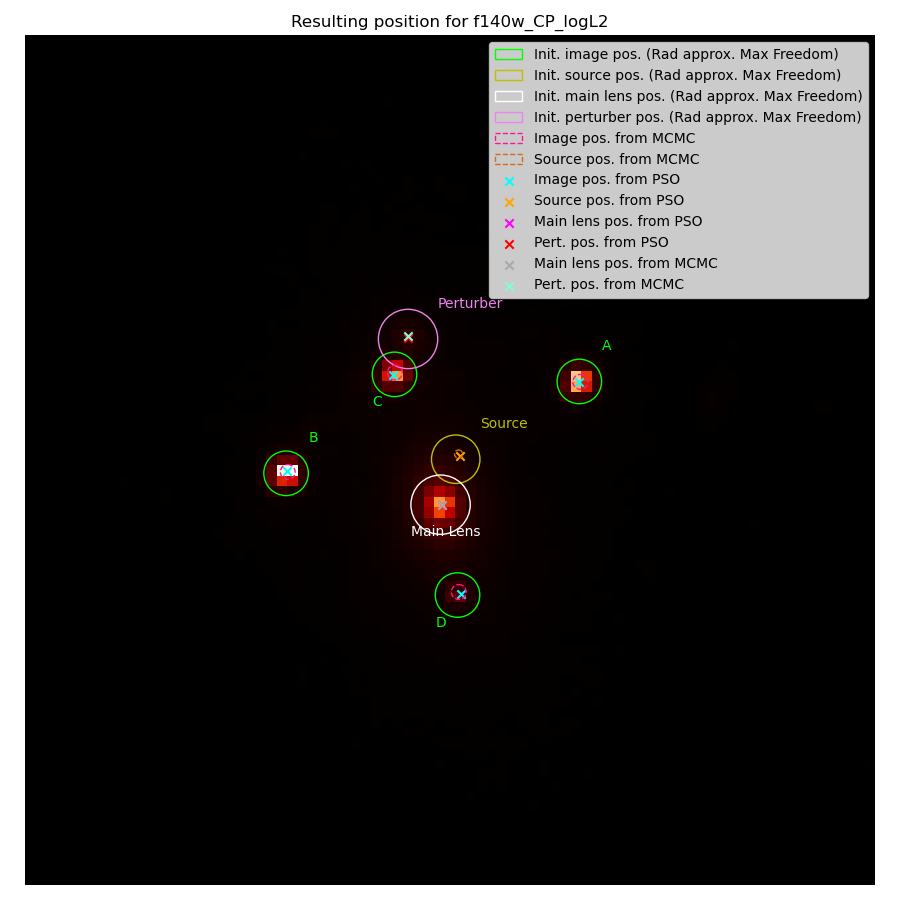 Resulting position for f140w_CP_logL2
Init. image pos. (Rad approx. Max Freedom)
Init. source pos. (Rad approx. Max Freedom)
Init. main lens pos. (Rad approx. Max Freedom)
Init. perturber pos. (Rad approx. Max Freedom)
Image pos. from MCMC
Source pos. from MCMC
Image pos. from PSO
Source pos. from PSO
Main lens pos. from PSO
Pert. pos. from PSO
Main lens pos. from MCMC
Pert. pos. from MCMC
Perturber
A
C
Source
B
Main Lens
D